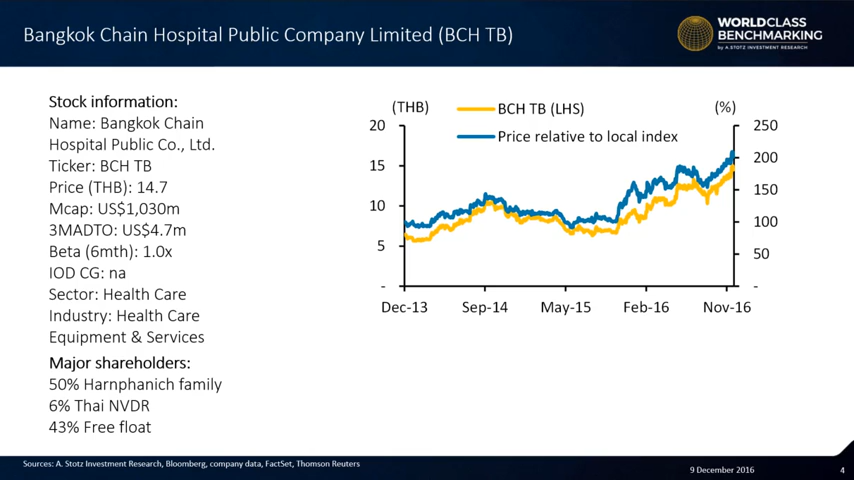 Bangkok Chain Hospital Public Company Limited (BCH TB)
WORLDCLASS
BENCHMARKING
by A.STOTZ INVESTMENT RESEARCH
Stock information:
Name: Bangkok Chain
Hospital Public Co., Ltd.
Ticker: BCH TB
Price (THB): 14.7
Mcap: US$1,030m
3MADTO: US$4.7m
Beta (6mth): 1.0x
IOD CG: na
Sector: Health Care
Industry: Health Care
Equipment & Services
Major shareholders:
50% Harnphanich family
6% Thai NVDR
43% Free float
(THB)
BCH TB (LHS)
(%)
Price relative to local index
20
15
10
5
-
250
200
150
100
50
-
Dec-13 Sep-14 May-15 Feb-16 Nov-16
Sources: A. Stotz Investment Research, Bloomberg, company data, FactSet, Thomson Reuters
9 December 2016
4